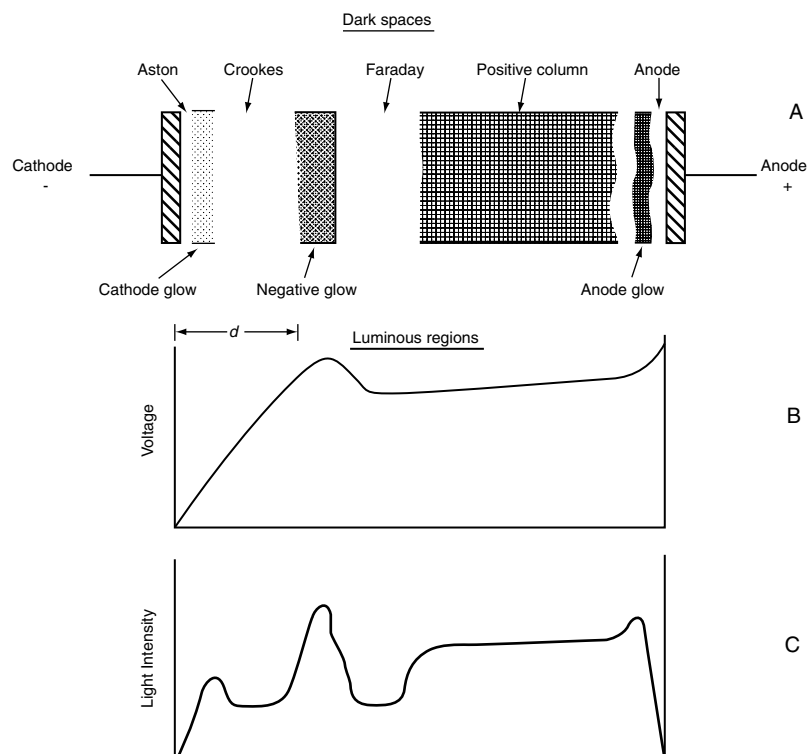 Dark spaces
Aston
Crookes
Faraday
Positive column
Anode
A
Cathode
-
Anode
+
Cathode glow
Negative glow
Anode glow
d
Luminous regions
Voltage
B
Light Intensity
C